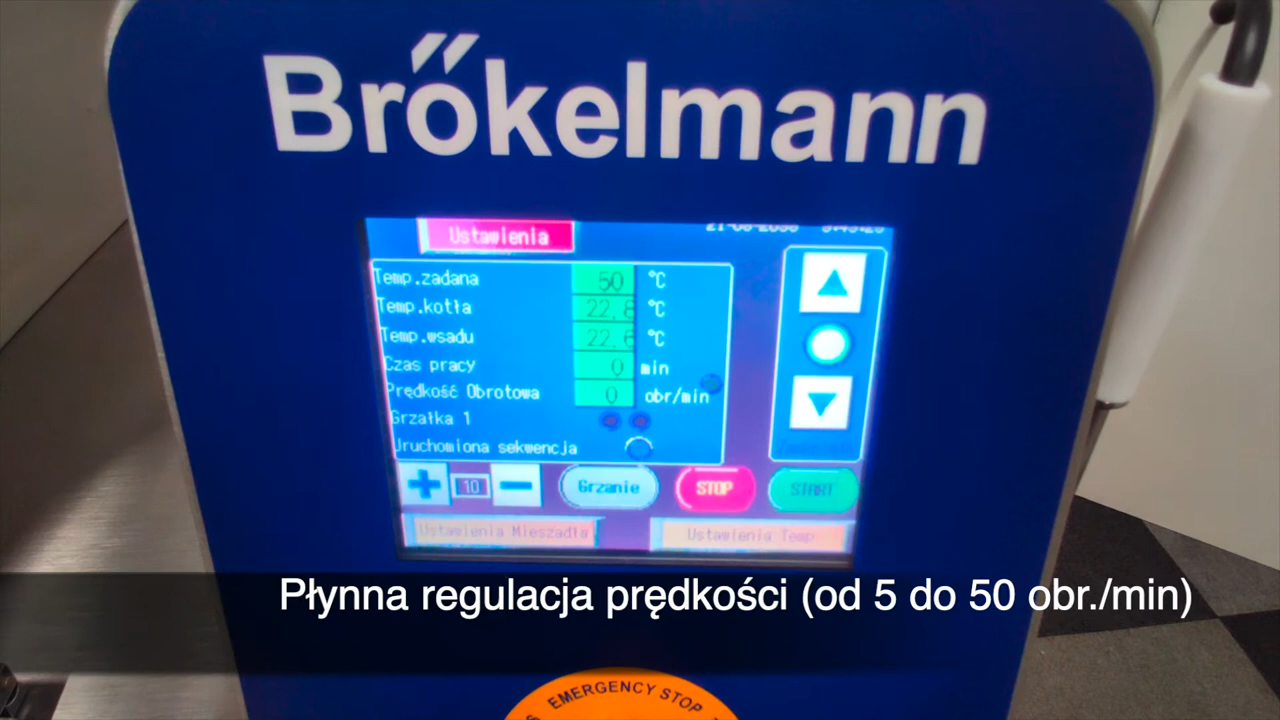 Brőkelmann
Ustawienia
Temp.zadana 50 °C
Temp.kotła 22.8 °C
Temp.wsadu 22.6 °C
Czas pracy 0 min
Prędkość Obrotowa 0 obr/min
Grzałka 1
Uruchomiona sekwencja
10 Grzanie STOP START
Ustawienia Mieszadła Ustawienia Temp
Płynna regulacja prędkości (od 5 do 50 obr./min)
EMERGENCY STOP